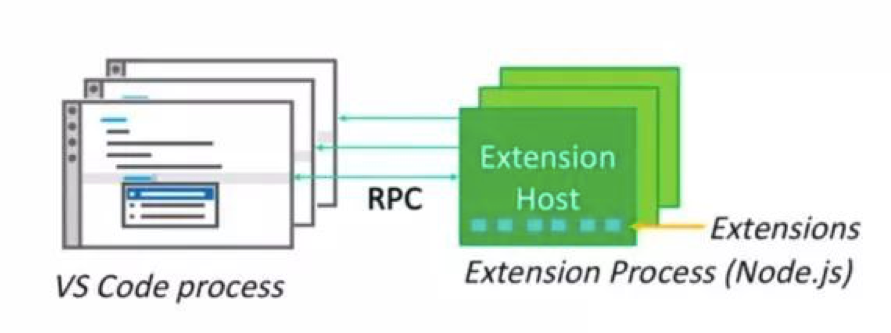 Extension
Host
RPC
Extensions
VS Code process
Extension Process (Node.js)